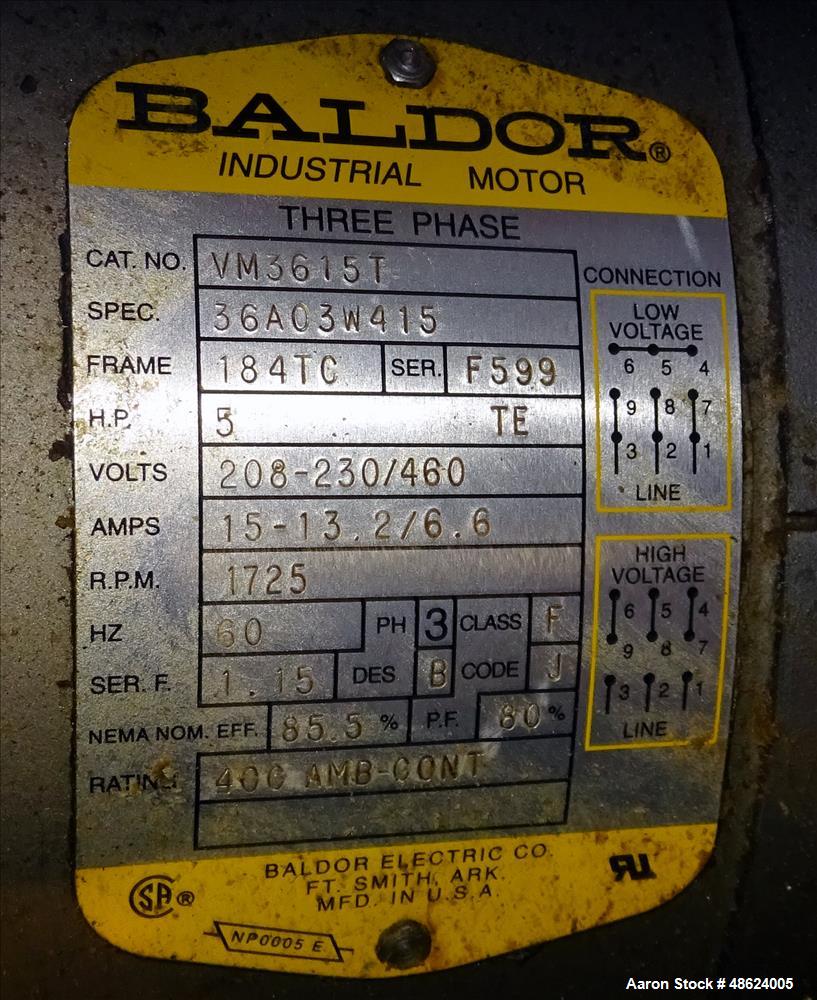 BALDOR®
INDUSTRIAL MOTOR
THREE PHASE
CAT. NO. VM3615T
SPEC. 36A03W415
FRAME 184TC SER. F599
H.P. 5 TE
VOLTS 208-230/460
AMPS 15-13.2/6.6
R.P.M. 1725
HZ 60 PH 3 CLASS F
SER. F. 1.15 DES B CODE J
NEMA NOM. EFF. 85.5 % P.F. 80 %
RATING 40C AMB-CONT
CONNECTION
LOW
VOLTAGE
6 5 4
9 8 7
3 2 1
LINE
HIGH
VOLTAGE
6 5 4
9 8 7
3 2 1
LINE
BALDOR ELECTRIC CO.
FT. SMITH, ARK.
MFD. IN U.S.A.
SA ®
RU
NP0005 E
Aaron Stock # 48624005